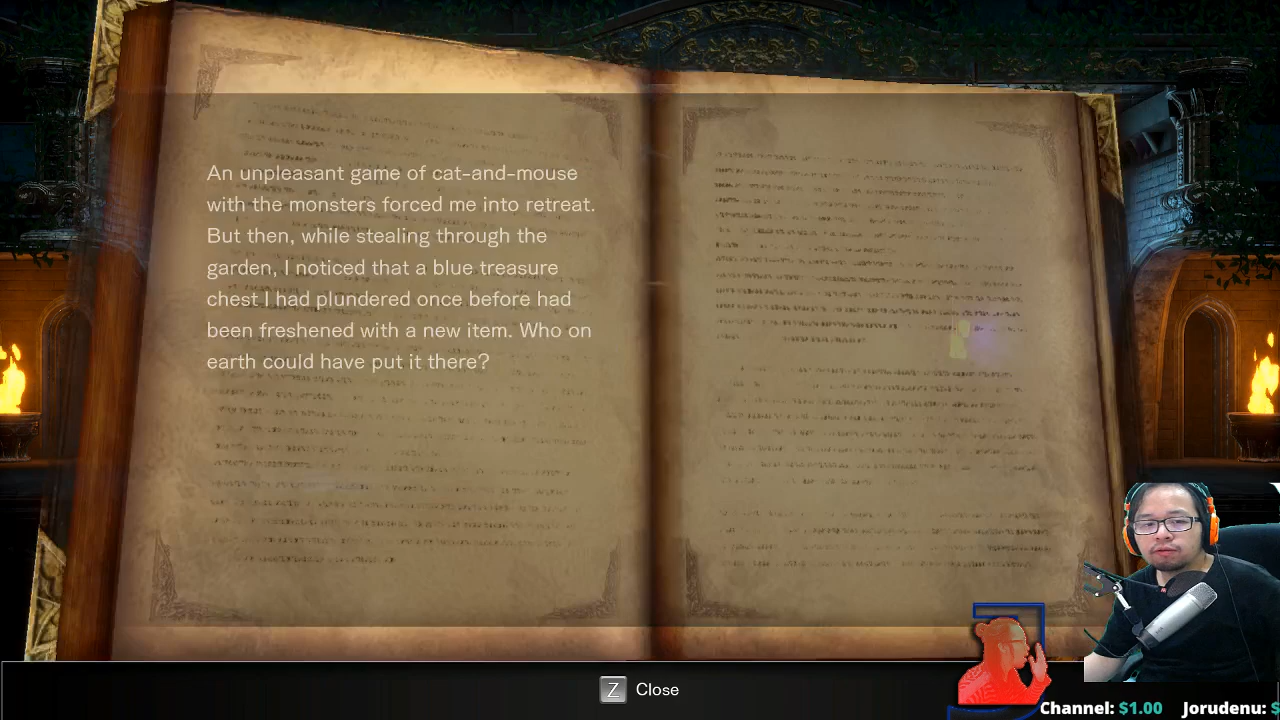 An unpleasant game of cat-and-mouse
with the monsters forced me into retreat.
But then, while stealing through the
garden, I noticed that a blue treasure
chest I had plundered once before had
been freshened with a new item. Who on
earth could have put it there?
Z Close
Channel: $1.00 Jorudenu: $